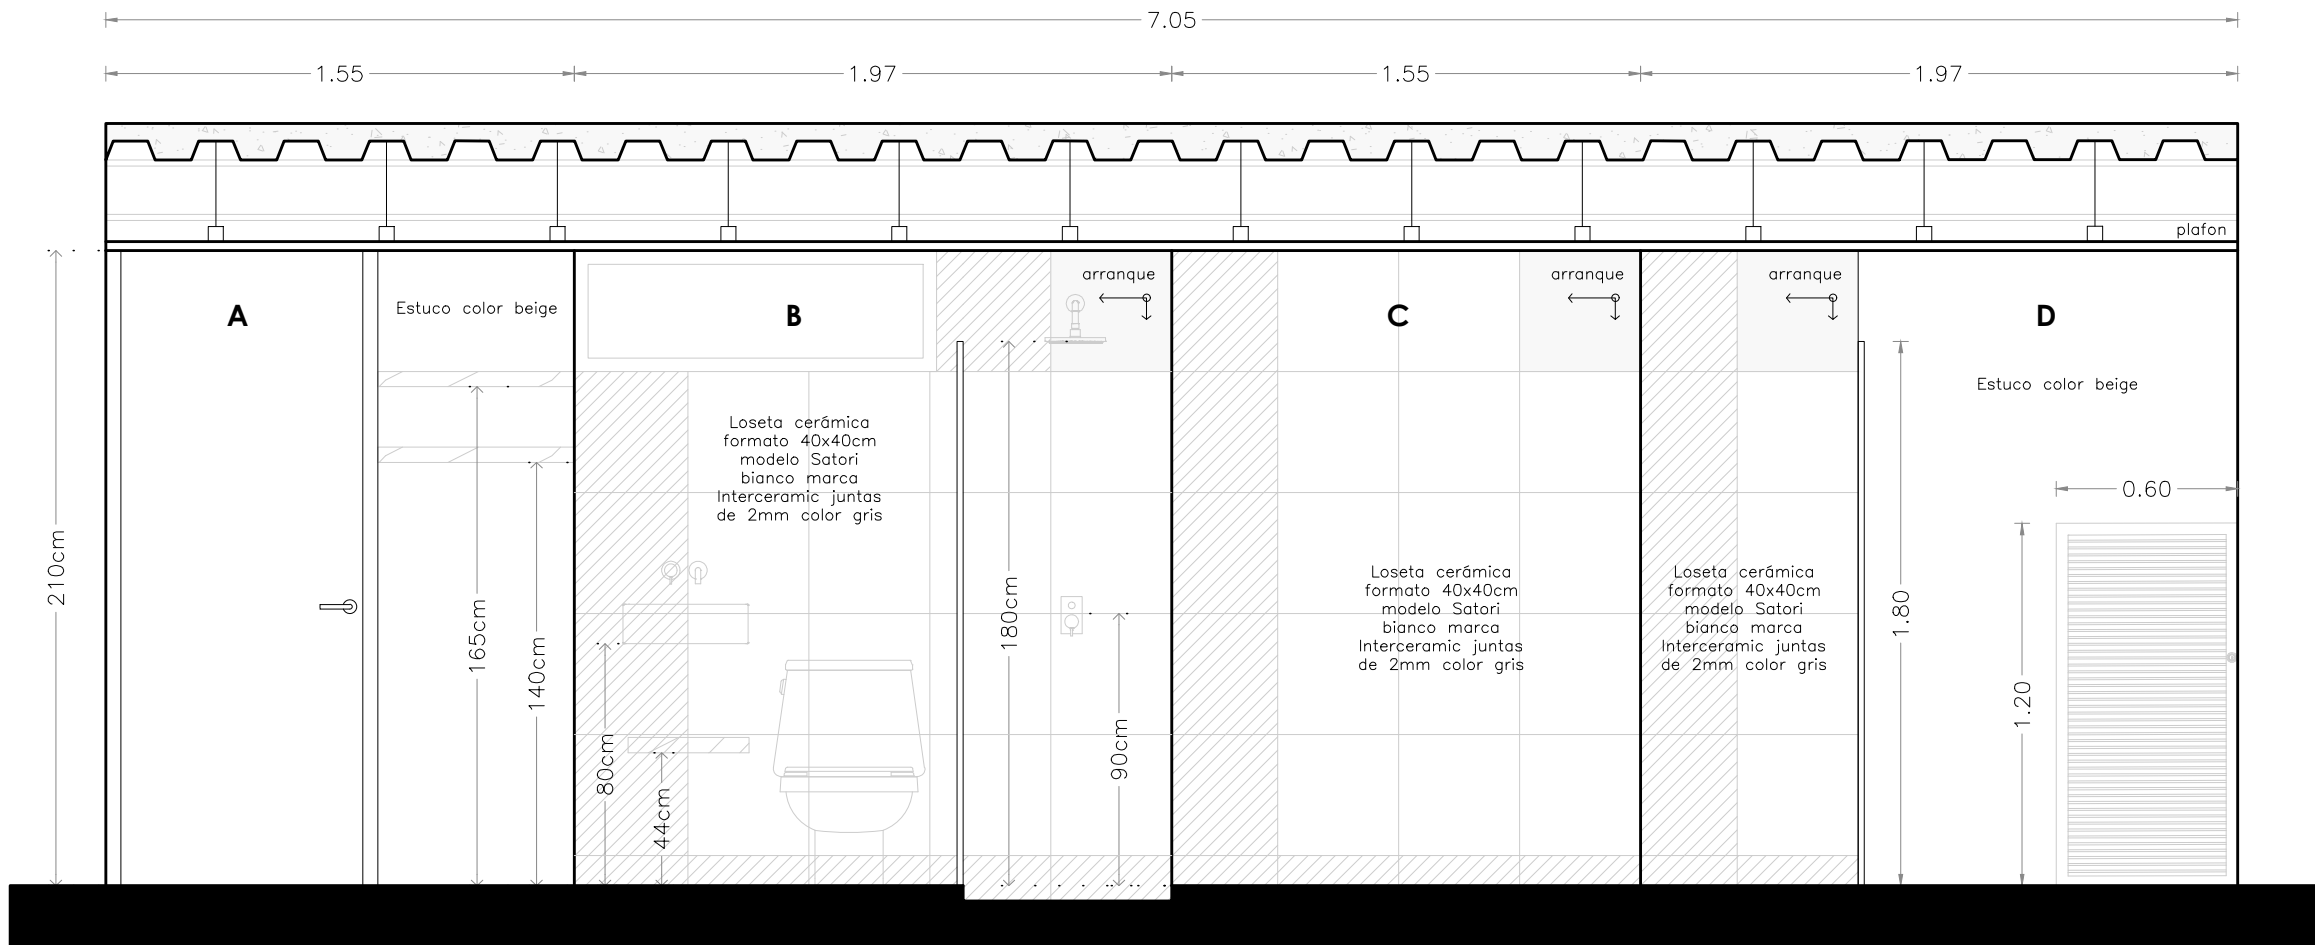 7.05
1.55
1.97
1.55
1.97
plafon
A
Estuco color beige
B
arranque
C
arranque
arranque
D
Estuco color beige
Loseta cerámica
formato 40x40cm
modelo Satori
bianco marca
Interceramic juntas
de 2mm color gris
Loseta cerámica
formato 40x40cm
modelo Satori
bianco marca
Interceramic juntas
de 2mm color gris
Loseta cerámica
formato 40x40cm
modelo Satori
bianco marca
Interceramic juntas
de 2mm color gris
0.60
210cm
165cm
140cm
80cm
44cm
180cm
90cm
1.80
1.20